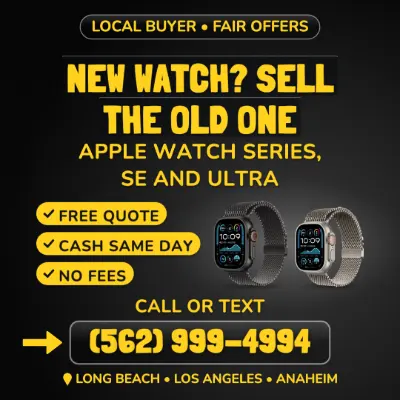 LOCAL BUYER • FAIR OFFERS
NEW WATCH? SELL
THE OLD ONE
APPLE WATCH SERIES,
SE AND ULTRA
FREE QUOTE
CASH SAME DAY
NO FEES
CALL OR TEXT
(562) 999-4994
LONG BEACH • LOS ANGELES • ANAHEIM